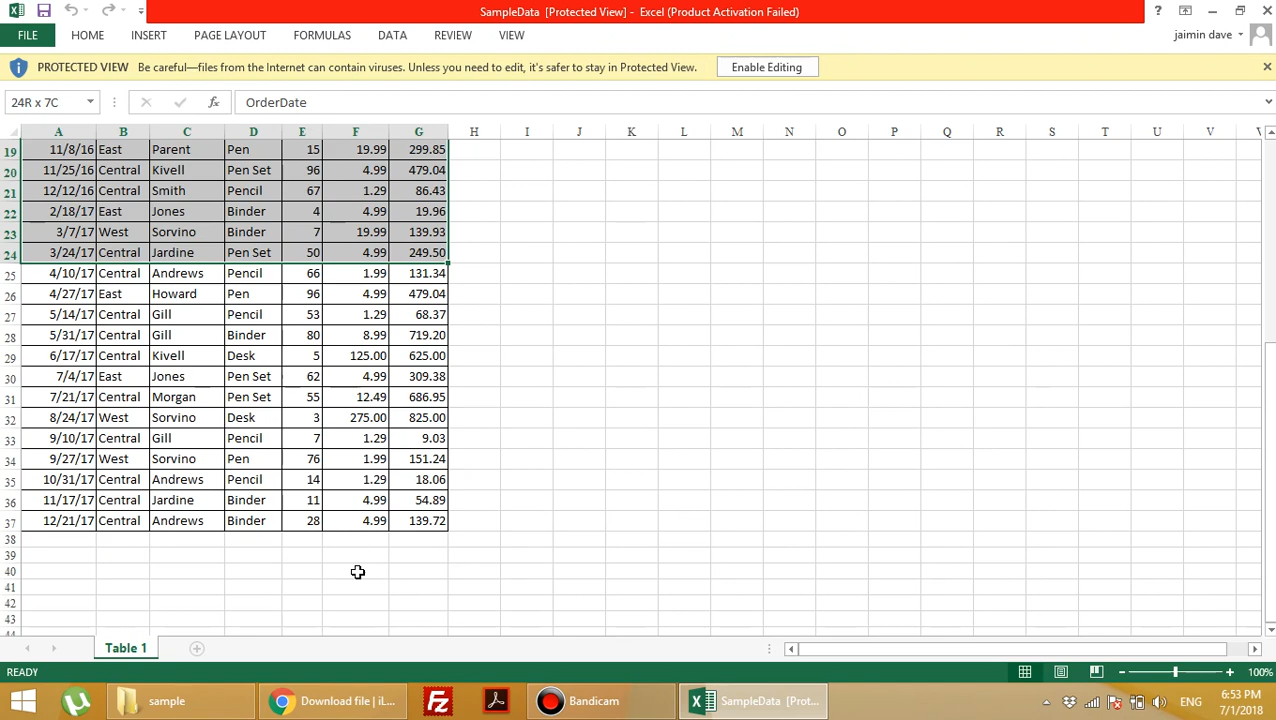 SampleData [Protected View] - Excel (Product Activation Failed)
FILE HOME INSERT PAGE LAYOUT FORMULAS DATA REVIEW VIEW jaimin dave
PROTECTED VIEW Be careful—files from the Internet can contain viruses. Unless you need to edit, it's safer to stay in Protected View. Enable Editing
24R x 7C fx OrderDate
A B C D E F G H I J K L M N O P Q R S T U V
19 11/8/16 East Parent Pen 15 19.99 299.85
20 11/25/16 Central Kivell Pen Set 96 4.99 479.04
21 12/12/16 Central Smith Pencil 67 1.29 86.43
22 2/18/17 East Jones Binder 4 4.99 19.96
23 3/7/17 West Sorvino Binder 7 19.99 139.93
24 3/24/17 Central Jardine Pen Set 50 4.99 249.50
25 4/10/17 Central Andrews Pencil 66 1.99 131.34
26 4/27/17 East Howard Pen 96 4.99 479.04
27 5/14/17 Central Gill Pencil 53 1.29 68.37
28 5/31/17 Central Gill Binder 80 8.99 719.20
29 6/17/17 Central Kivell Desk 5 125.00 625.00
30 7/4/17 East Jones Pen Set 62 4.99 309.38
31 7/21/17 Central Morgan Pen Set 55 12.49 686.95
32 8/24/17 West Sorvino Desk 3 275.00 825.00
33 9/10/17 Central Gill Pencil 7 1.29 9.03
34 9/27/17 West Sorvino Pen 76 1.99 151.24
35 10/31/17 Central Andrews Pencil 14 1.29 18.06
36 11/17/17 Central Jardine Binder 11 4.99 54.89
37 12/21/17 Central Andrews Binder 28 4.99 139.72
38
39
40
41
42
43
44
Table 1
READY 100%
sample Download file | iL... Bandicam SampleData [Prot... ENG 6:53 PM
7/1/2018